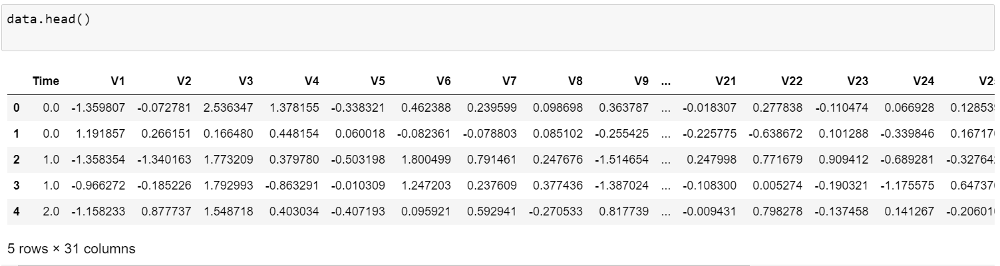 data.head()
Time V1 V2 V3 V4 V5 V6 V7 V8 V9 ... V21 V22 V23 V24
0 0.0 -1.359807 -0.072781 2.536347 1.378155 -0.338321 0.462388 0.239599 0.098698 0.363787 ... -0.018307 0.277838 -0.110474 0.066928 0.12853
1 0.0 1.191857 0.266151 0.166480 0.448154 0.060018 -0.082361 -0.078803 0.085102 -0.255425 ... -0.225775 -0.638672 0.101288 -0.339846 0.16717
2 1.0 -1.358354 -1.340163 1.773209 0.379780 -0.503198 1.800499 0.791461 0.247676 -1.514654 ... 0.247998 0.771679 0.909412 -0.689281 -0.32764
3 1.0 -0.966272 -0.185226 1.792993 -0.863291 -0.010309 1.247203 0.237609 0.377436 -1.387024 ... -0.108300 0.005274 -0.190321 -1.175575 0.64737
4 2.0 -1.158233 0.877737 1.548718 0.403034 -0.407193 0.095921 0.592941 -0.270533 0.817739 ... -0.009431 0.798278 -0.137458 0.141267 -0.20601
5 rows × 31 columns